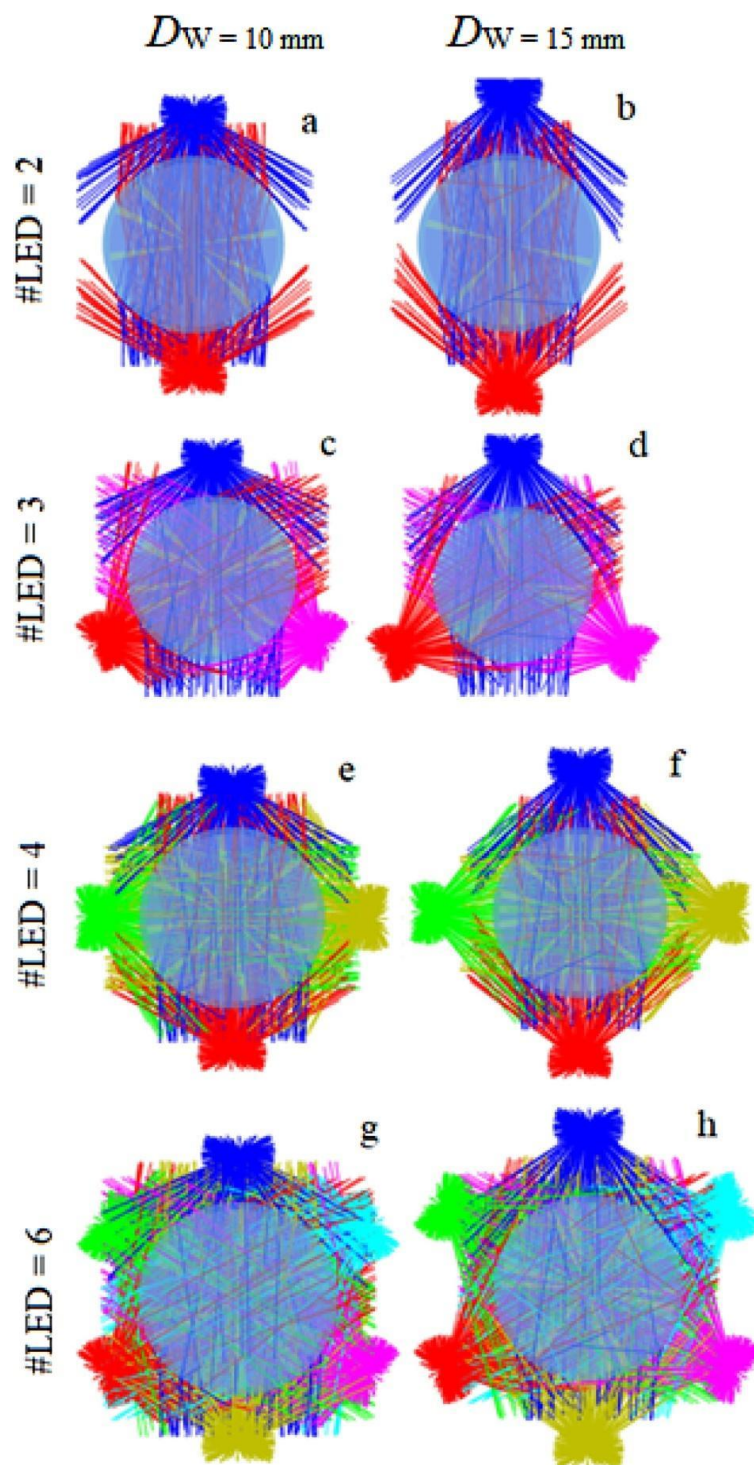 DW = 10 mm DW = 15 mm
a b
#LED = 2
c d
#LED = 3
e f
#LED = 4
g h
#LED = 6